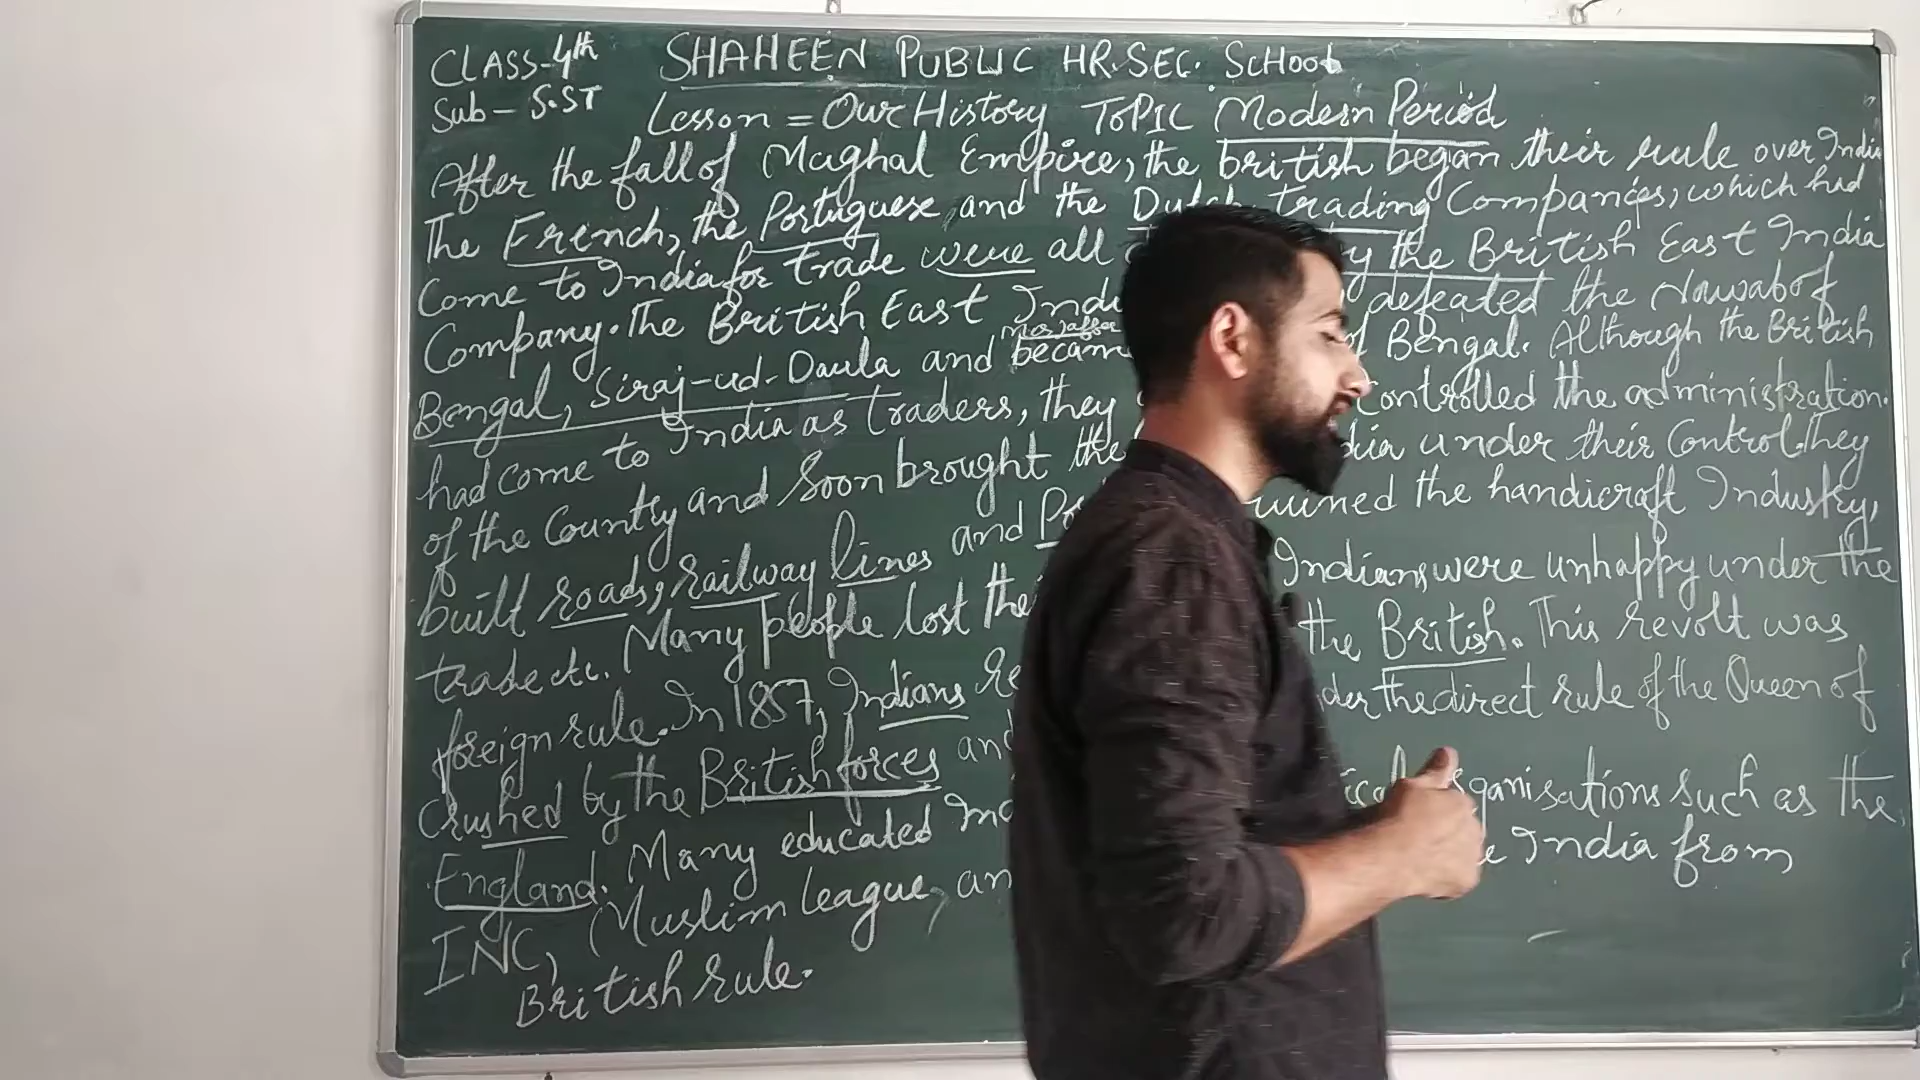 CLASS-4th SHAHEEN PUBLIC HR.SEC. SCHOOL
Sub- S.ST Lesson = Our History TOPIC Modern Period
After the fall of Mughal Empire, the british began their rule over India
The French, the Portuguese and the Dutch trading Companies, which had
Come to India for trade were all by the British East India
Company. The British East defeated the Nawab of
Mir Jaffar
Bengal, Siraj-ud-Daula and became of Bengal. Although the British
had come to India as traders, they Controlled the administration.
of the Country and soon brought under their Control. They
built roads, railway lines and ruined the handicraft Industry,
trade etc. Many people lost Indians were unhappy under the
foreign rule. In 1857, Indians the British. This revolt was
crushed by the British forces and the direct rule of the Queen of
England. Many educated organisations such as the
INC, Muslim league, India from
British rule.